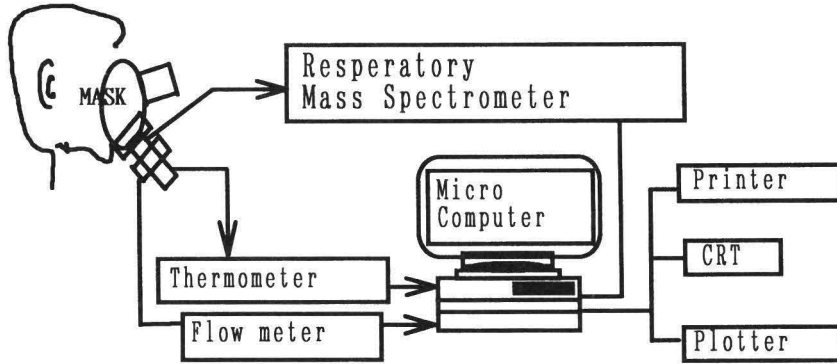 Resperatory
Mass Spectrometer
MASK
Micro
Computer
Printer
CRT
Thermometer
Flow meter
Plotter